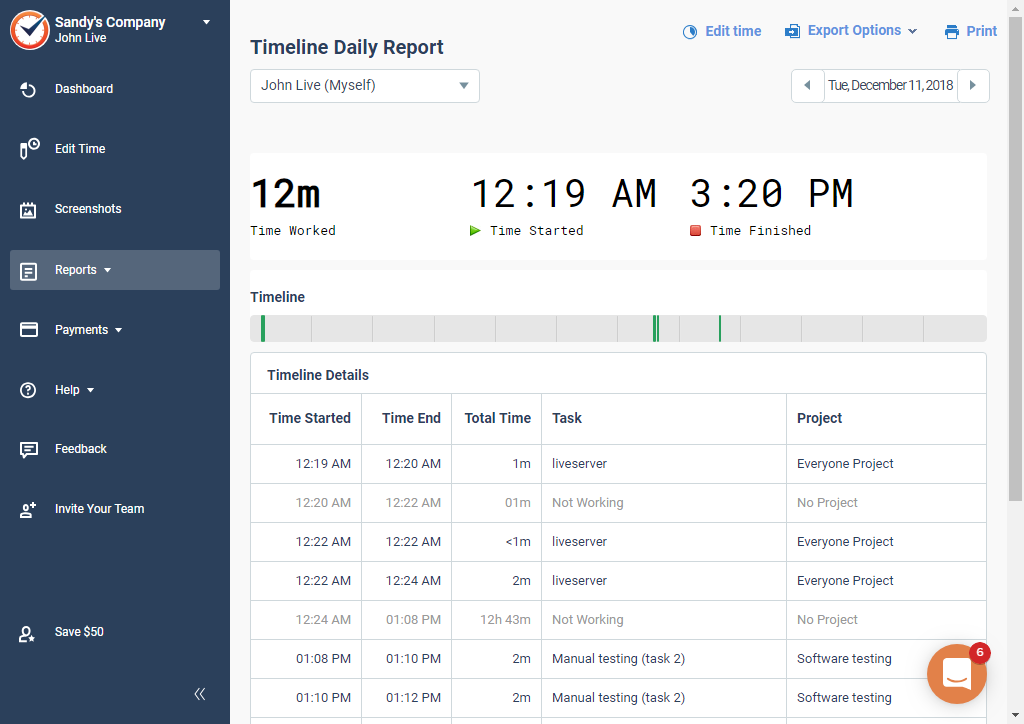 Sandy's Company
John Live
Dashboard
Edit Time
Screenshots
Reports
Payments
Help
Feedback
Invite Your Team
Save $50
Timeline Daily Report
Edit time
Export Options
Print
John Live (Myself)
Tue, December 11, 2018
12m
12:19 AM
3:20 PM
Time Worked
Time Started
Time Finished
Timeline
Timeline Details
Time Started Time End Total Time Task Project
12:19 AM 12:20 AM 1m liveserver Everyone Project
12:20 AM 12:22 AM 01m Not Working No Project
12:22 AM 12:22 AM <1m liveserver Everyone Project
12:22 AM 12:24 AM 2m liveserver Everyone Project
12:24 AM 01:08 PM 12h 43m Not Working No Project
01:08 PM 01:10 PM 2m Manual testing (task 2) Software testing
01:10 PM 01:12 PM 2m Manual testing (task 2) Software testing
6